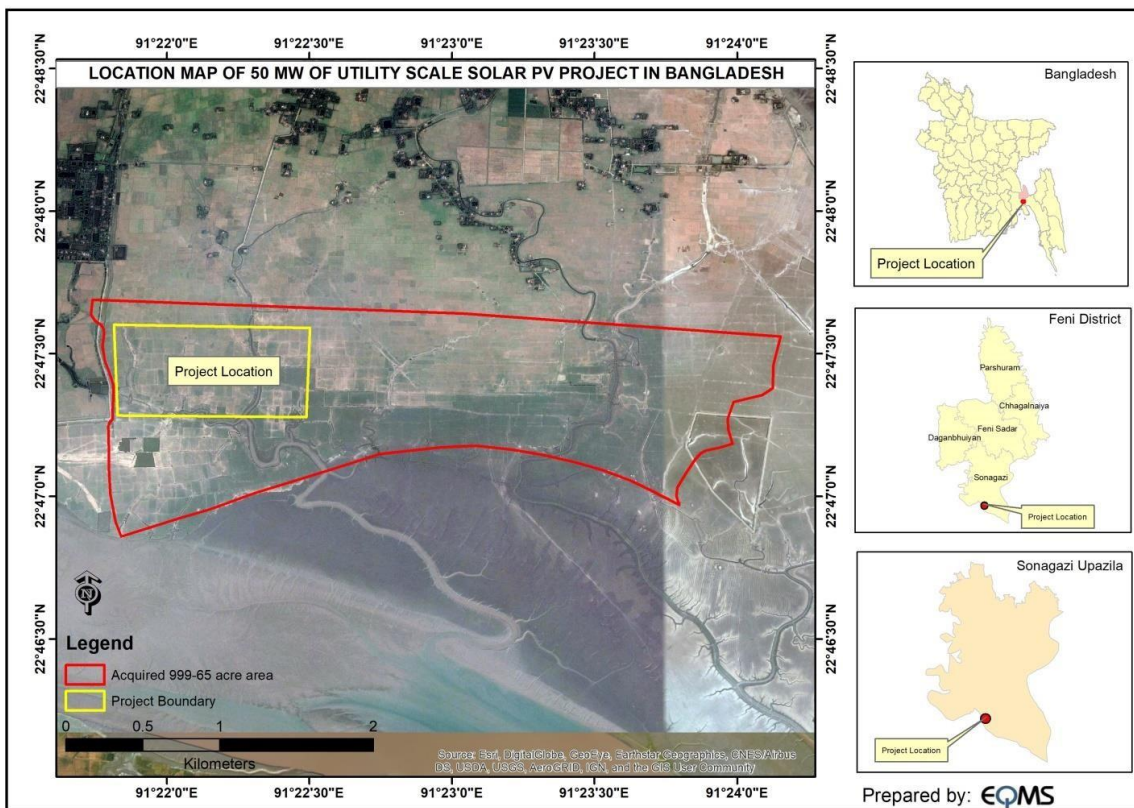 91°22'0"E 91°22'30"E 91°23'0"E 91°23'30"E 91°24'0"E
LOCATION MAP OF 50 MW OF UTILITY SCALE SOLAR PV PROJECT IN BANGLADESH
22°48'30"N
22°48'0"N
22°47'30"N
22°47'0"N
22°46'30"N
22°48'30"N
22°48'0"N
22°47'30"N
22°47'0"N
22°46'30"N
Project Location
N
Legend
Acquired 999-65 acre area
Project Boundary
0 0.5 1 2
Kilometers
Source: Esri, DigitalGlobe, GeoEye, Earthstar Geographics, CNES/Airbus
DS, USDA, USGS, AeroGRID, IGN, and the GIS User Community
91°22'0"E 91°22'30"E 91°23'0"E 91°23'30"E 91°24'0"E
Bangladesh
Project Location
Feni District
Parshuram
Chhagalnaiya
Feni Sadar
Daganbhuiyan
Sonagazi
Project Location
Sonagazi Upazila
Project Location
Prepared by: EQMS